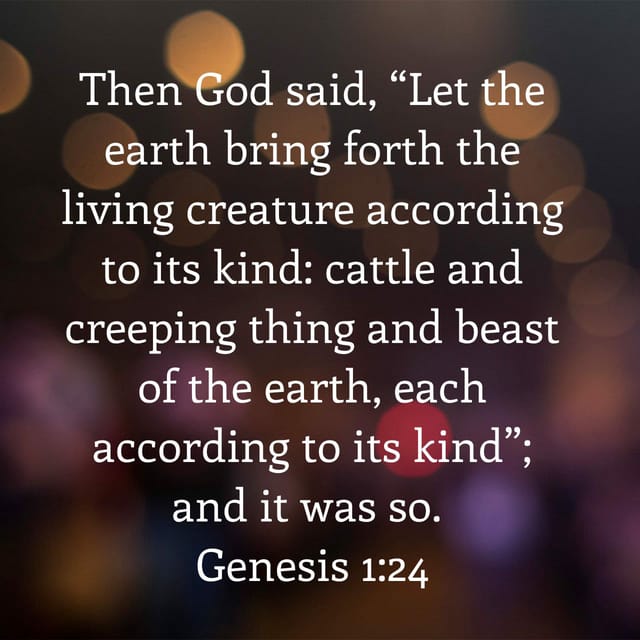 Then God said, “Let the
earth bring forth the
living creature according
to its kind: cattle and
creeping thing and beast
of the earth, each
according to its kind”;
and it was so.
Genesis 1:24